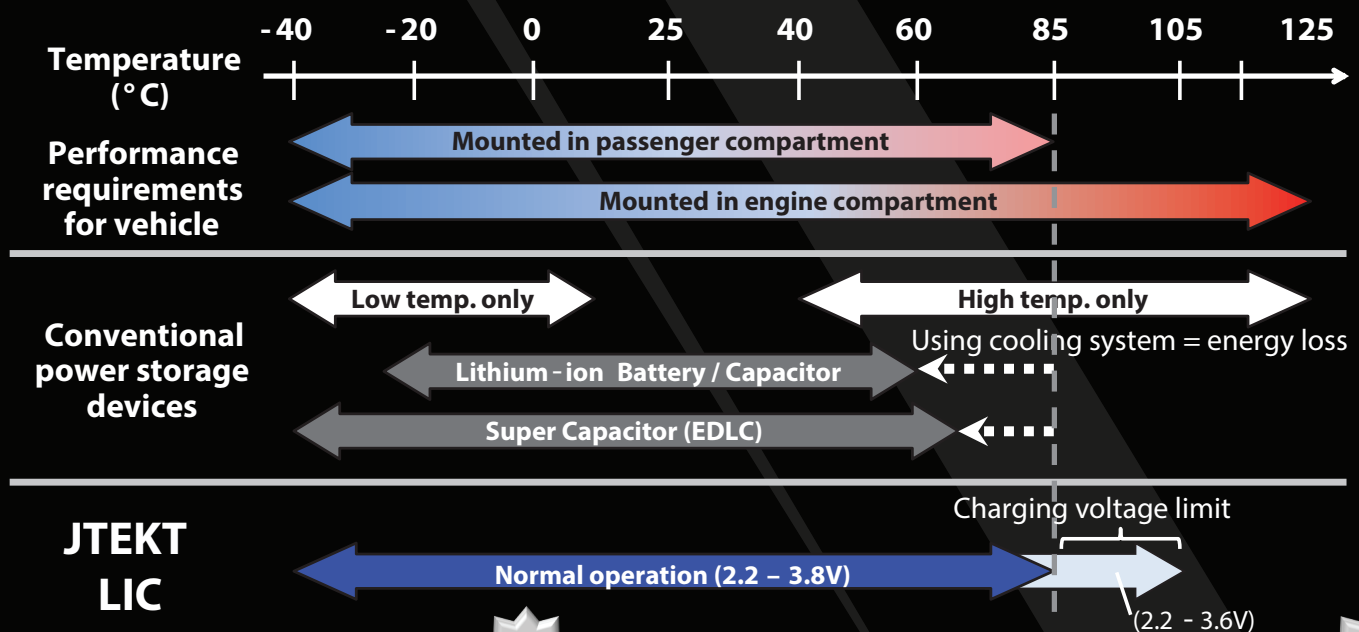 -40 -20 0 25 40 60 85 105 125
Temperature
(°C)
Mounted in passenger compartment
Performance
requirements
for vehicle
Mounted in engine compartment
Low temp. only High temp. only
Conventional
power storage
devices
Using cooling system = energy loss
Lithium-ion Battery / Capacitor
Super Capacitor (EDLC)
Charging voltage limit
JTEKT
LIC
Normal operation (2.2 – 3.8V)
(2.2 - 3.6V)